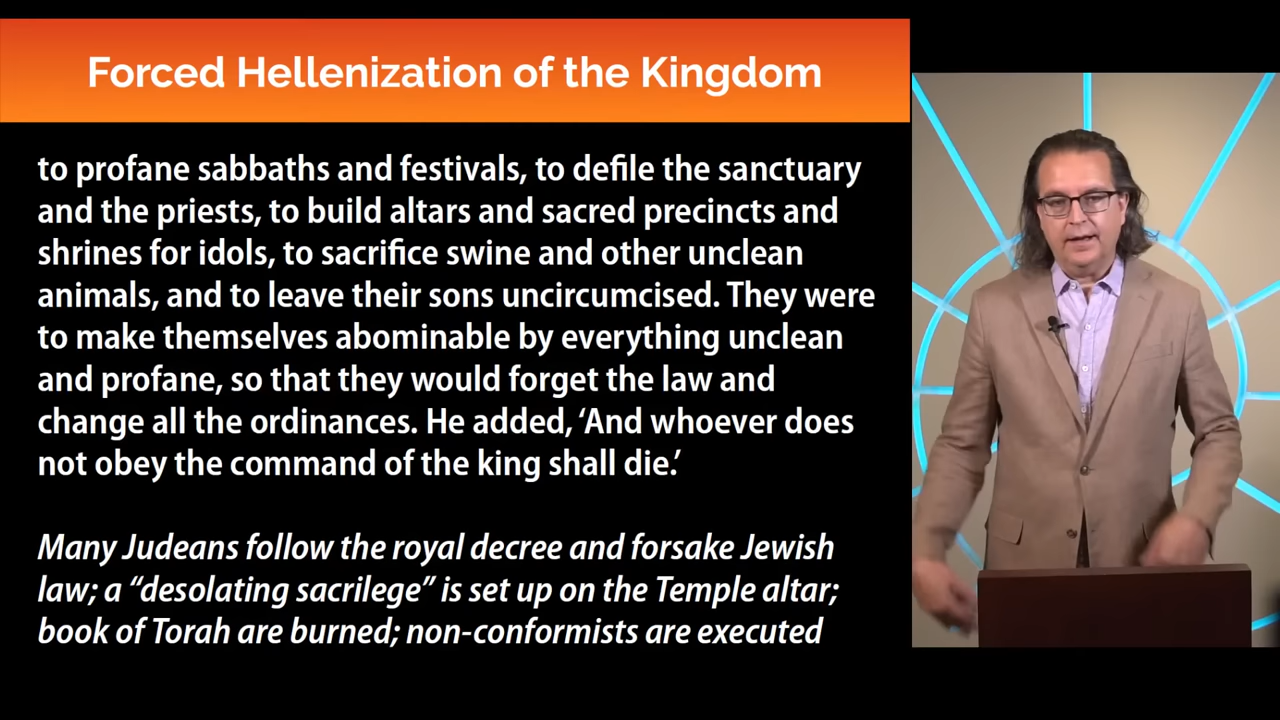 Forced Hellenization of the Kingdom
to profane sabbaths and festivals, to defile the sanctuary
and the priests, to build altars and sacred precincts and
shrines for idols, to sacrifice swine and other unclean
animals, and to leave their sons uncircumcised. They were
to make themselves abominable by everything unclean
and profane, so that they would forget the law and
change all the ordinances. He added, ‘And whoever does
not obey the command of the king shall die.’
Many Judeans follow the royal decree and forsake Jewish
law; a “desolating sacrilege” is set up on the Temple altar;
book of Torah are burned; non-conformists are executed